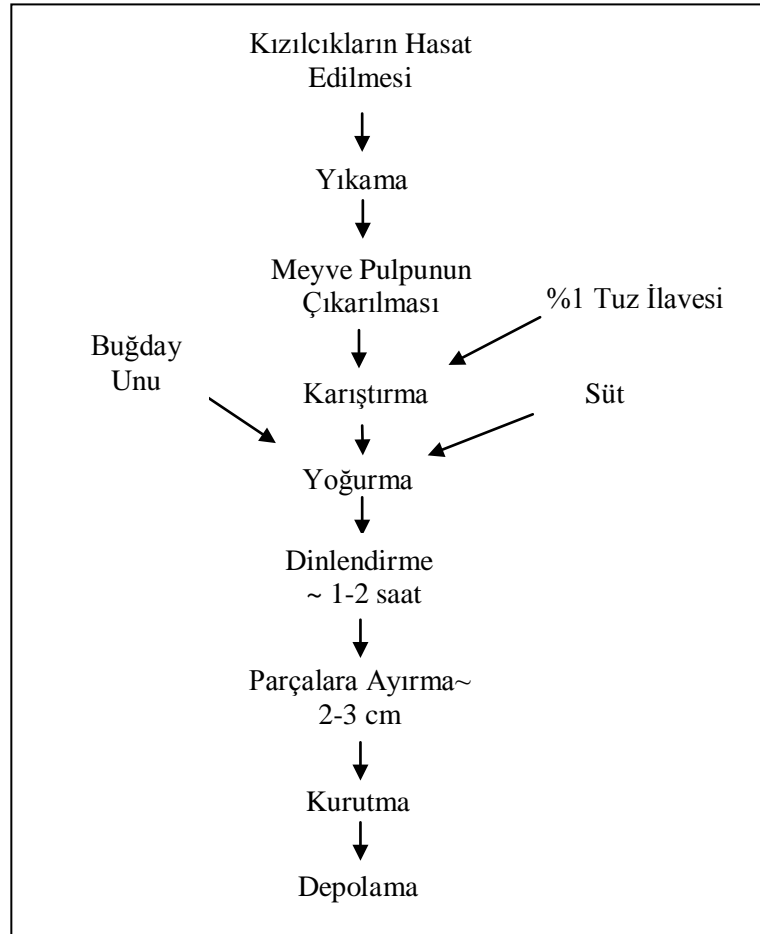 Kızılcıkların Hasat
Edilmesi
Yıkama
Meyve Pulpunun
Çıkarılması
%1 Tuz İlavesi
Buğday
Unu
Karıştırma
Süt
Yoğurma
Dinlendirme
~ 1-2 saat
Parçalara Ayırma~
2-3 cm
Kurutma
Depolama